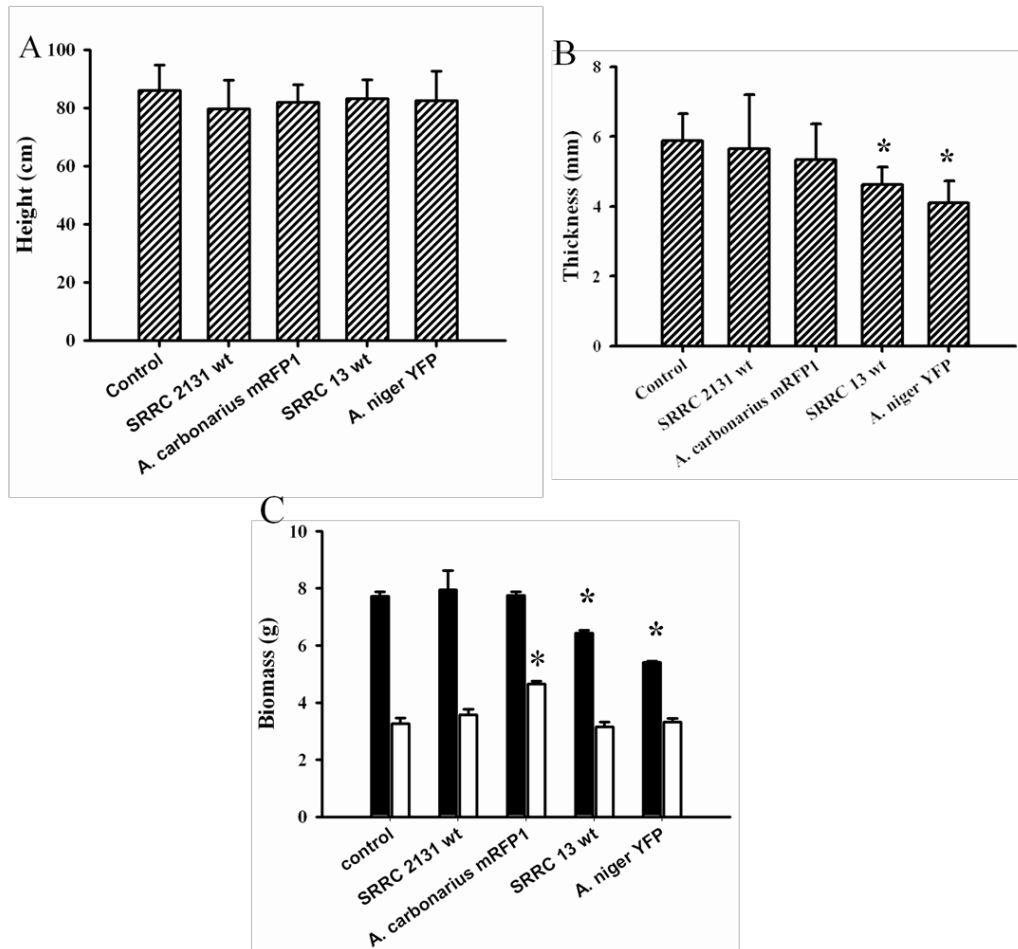 A
100
80
60
40
20
0
Height (cm)
Control
SRRC 2131 wt
A. carbonarius mRFP1
SRRC 13 wt
A. niger YFP
B
8
6
4
2
0
Thickness (mm)
*
*
Control
SRRC 2131 wt
A. carbonarius mRFP1
SRRC 13 wt
A. niger YFP
C
10
8
6
4
2
0
Biomass (g)
*
*
*
control
SRRC 2131 wt
A. carbonarius mRFP1
SRRC 13 wt
A. niger YFP